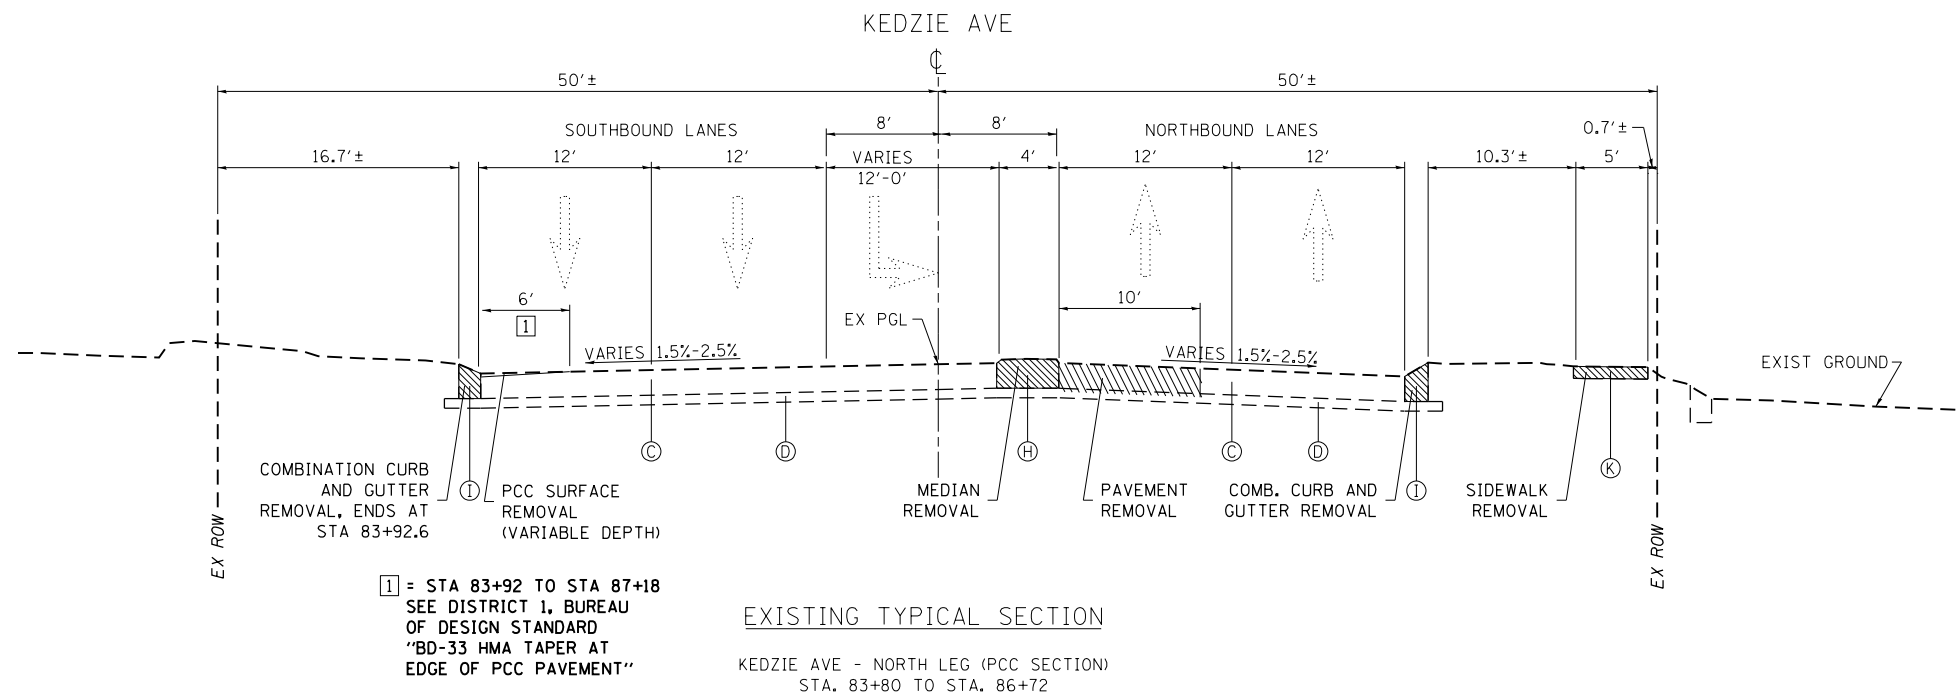 KEDZIE AVE
℄
50'±
50'±
SOUTHBOUND LANES
8'
8'
NORTHBOUND LANES
0.7'±
16.7'±
12'
12'
VARIES
12'-0'
4'
12'
12'
10.3'±
5'
6'
1
10'
EX PGL
VARIES 1.5%-2.5%
VARIES 1.5%-2.5%
EXIST GROUND
C
D
H
C
D
K
COMBINATION CURB
AND GUTTER
REMOVAL, ENDS AT
STA 83+92.6
I
PCC SURFACE
REMOVAL
(VARIABLE DEPTH)
MEDIAN
REMOVAL
PAVEMENT
REMOVAL
COMB. CURB AND
GUTTER REMOVAL
I
SIDEWALK
REMOVAL
EX ROW
EX ROW
1 = STA 83+92 TO STA 87+18
SEE DISTRICT 1, BUREAU
OF DESIGN STANDARD
"BD-33 HMA TAPER AT
EDGE OF PCC PAVEMENT"
EXISTING TYPICAL SECTION
KEDZIE AVE - NORTH LEG (PCC SECTION)
STA. 83+80 TO STA. 86+72